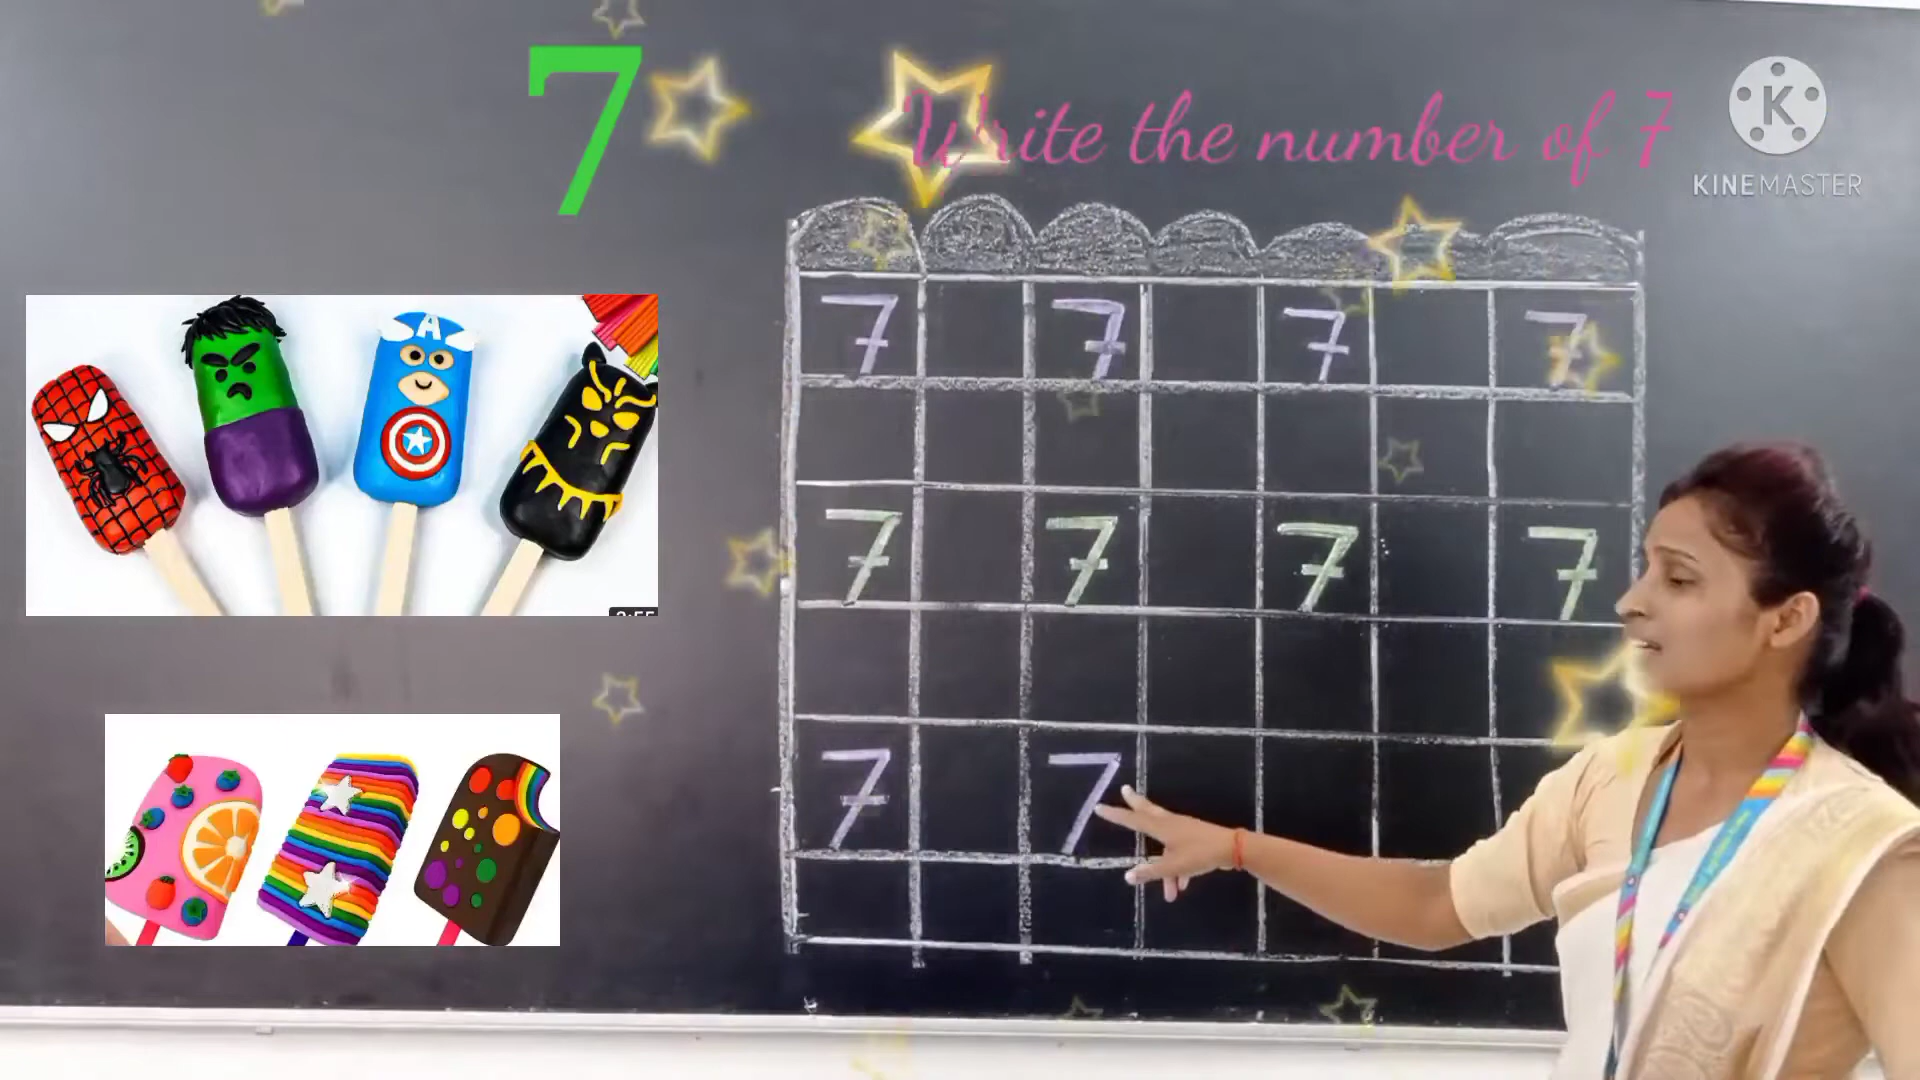 7
Write the number of 7
K
KINEMASTER
A
7 7 7 7
7 7 7 7
7 7